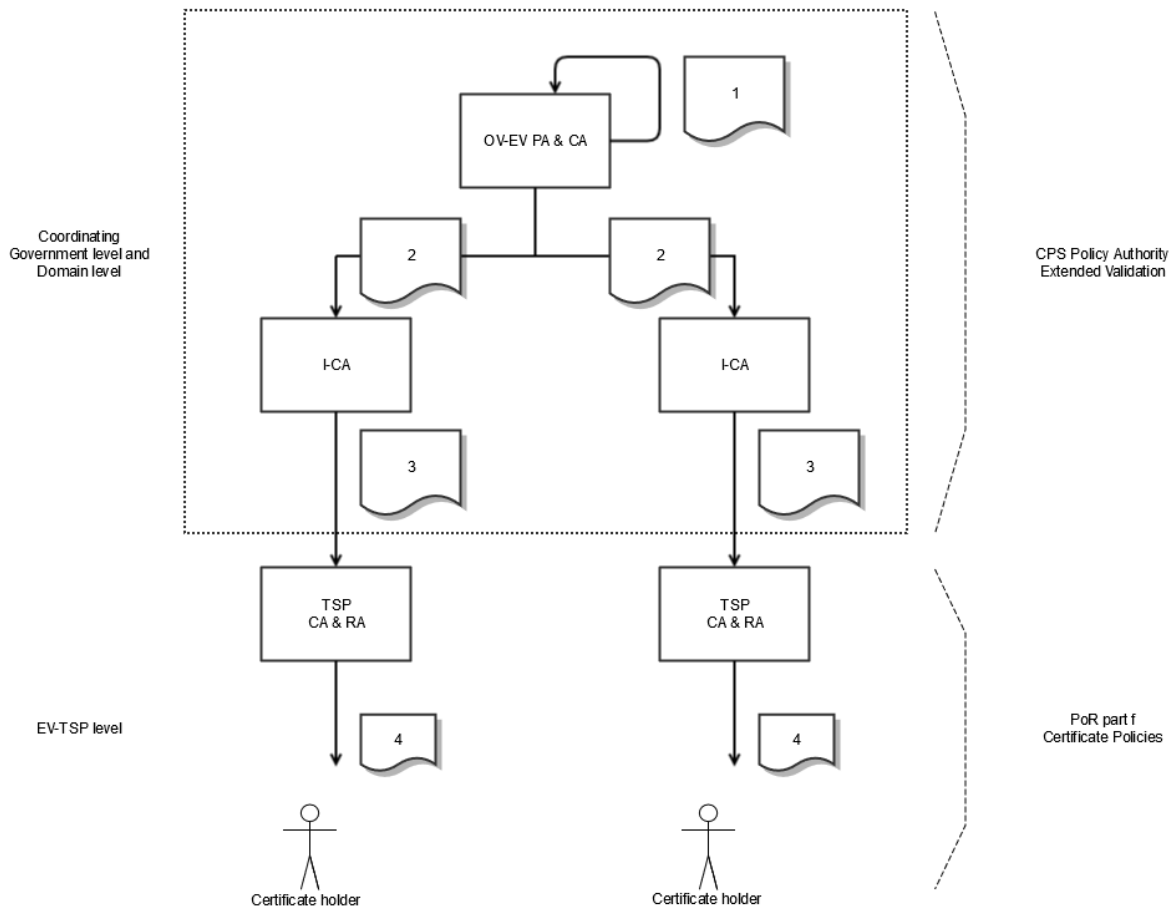 1
OV-EV PA & CA
2
2
Coordinating
Government level and
Domain level
CPS Policy Authority
Extended Validation
I-CA
I-CA
3
3
TSP
CA & RA
TSP
CA & RA
EV-TSP level
4
4
PoR part f
Certificate Policies
Certificate holder
Certificate holder